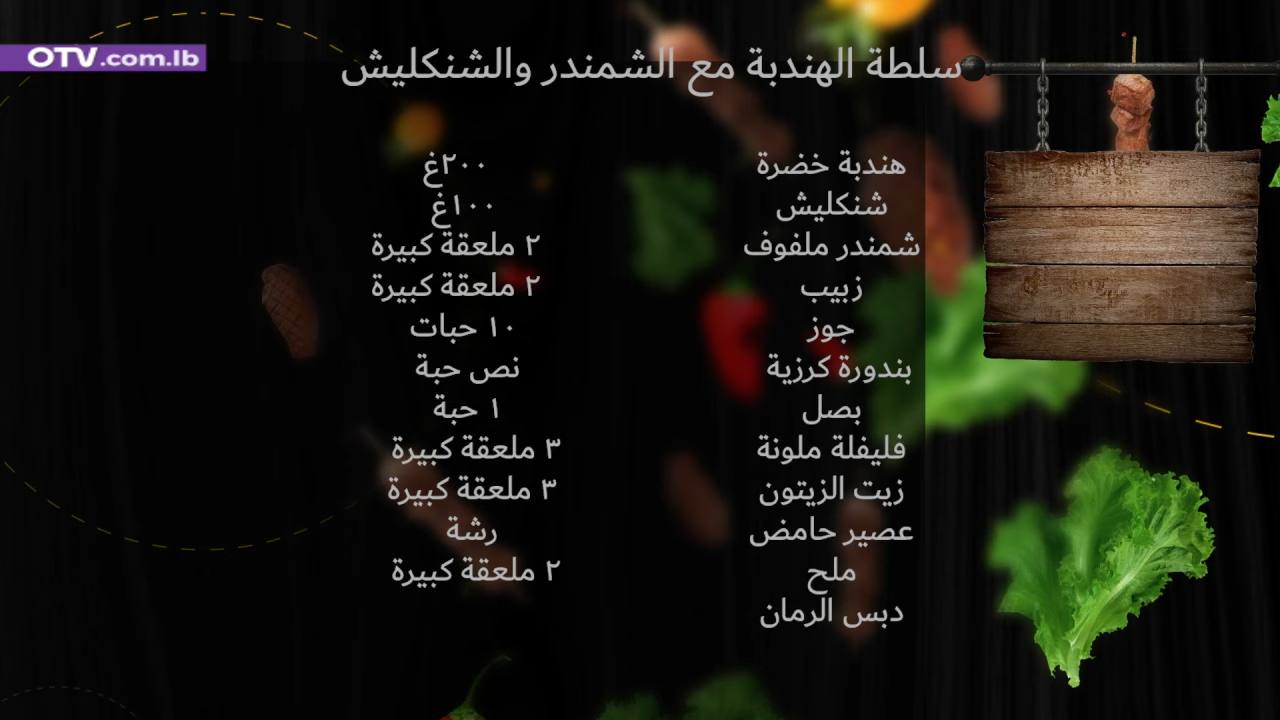 OTV.com.lb
سلطة الهندبة مع الشمندر والشنكليش
هندبة خضرة ٢٠٠غ
شنكليش ١٠٠غ
شمندر ملفوف ٢ ملعقة كبيرة
زبيب ٢ ملعقة كبيرة
جوز ١٠ حبات
بندورة كرزية نص حبة
بصل ١ حبة
فليفلة ملونة ٣ ملعقة كبيرة
زيت الزيتون ٣ ملعقة كبيرة
عصير حامض رشة
ملح ٢ ملعقة كبيرة
دبس الرمان